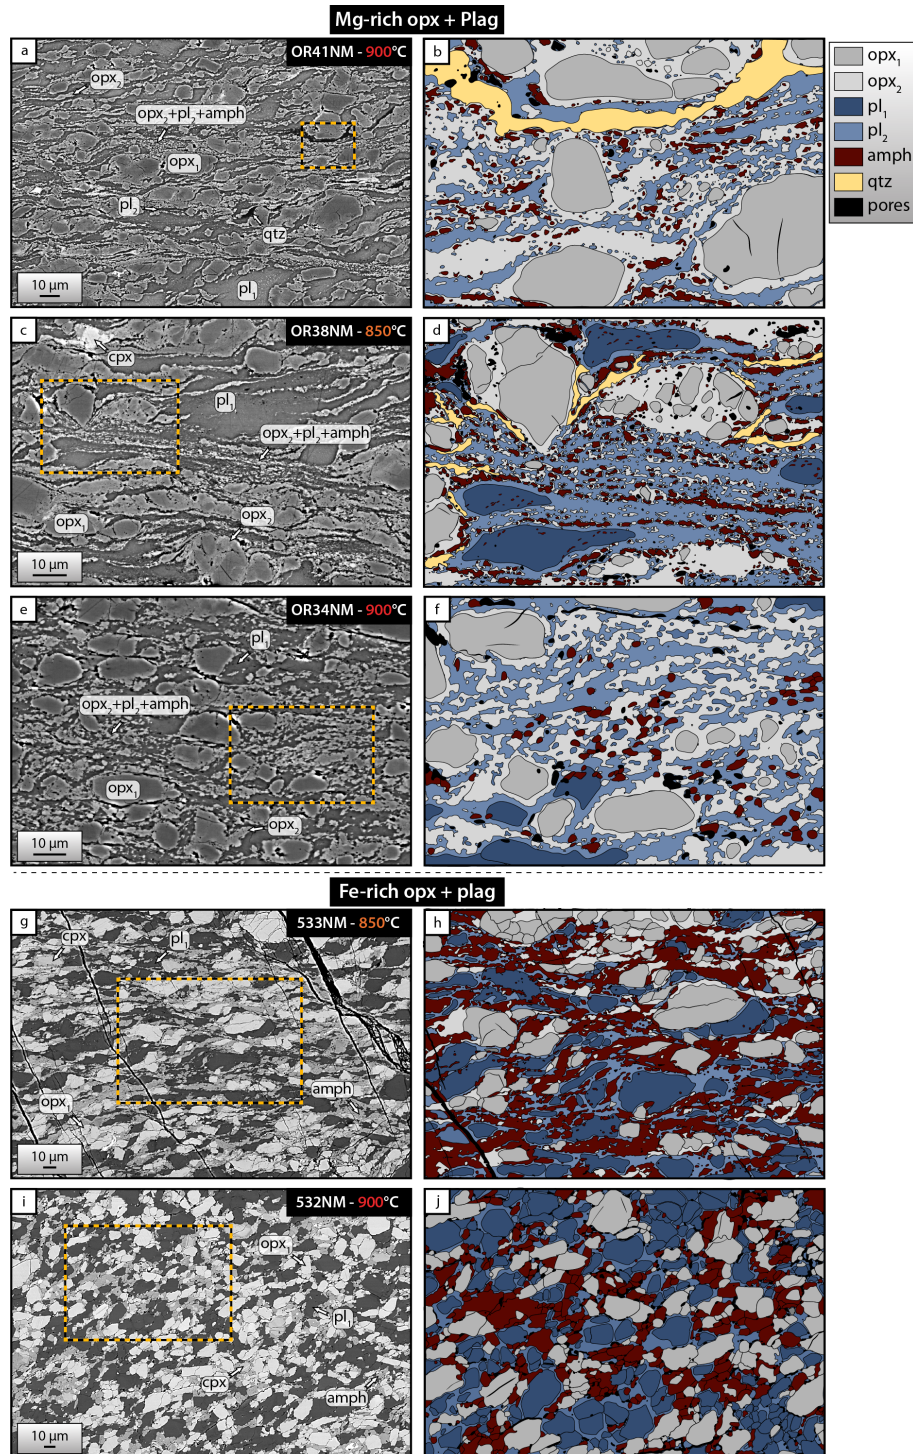 Mg-rich opx + Plag
a
OR41NM - 900°C
opx₂
opx₂+pl₂+amph
opx₁
pl₂
qtz
pl₁
10 µm
b
opx₁
opx₂
pl₁
pl₂
amph
qtz
pores
c
OR38NM - 850°C
cpx
pl₁
opx₂+pl₂+amph
opx₂
opx₁
10 µm
d
e
OR34NM - 900°C
pl₁
opx₂+pl₂+amph
opx₁
opx₂
10 µm
f
Fe-rich opx + plag
g
533NM - 850°C
cpx
pl₁
amph
opx₁
10 µm
h
i
532NM - 900°C
opx₁
pl₁
cpx
amph
10 µm
j